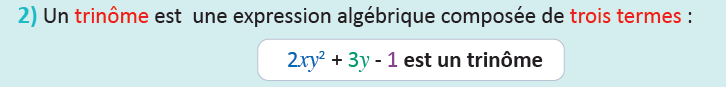 2) Un trinôme est une expression algébrique composée de trois termes :
2xy² + 3y - 1 est un trinôme